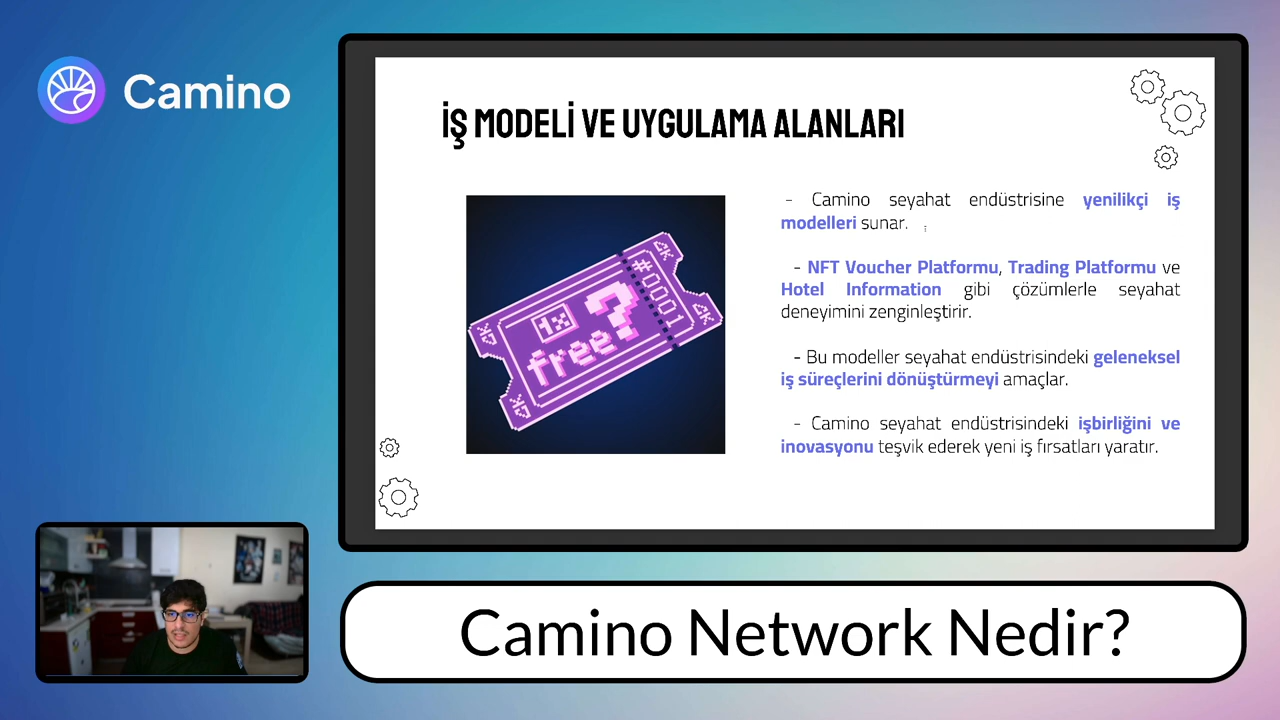 Camino
İŞ MODELİ VE UYGULAMA ALANLARI
- Camino seyahat endüstrisine yenilikçi iş
modelleri sunar.
- NFT Voucher Platformu, Trading Platformu ve
Hotel Information gibi çözümlerle seyahat
deneyimini zenginleştirir.
- Bu modeller seyahat endüstrisindeki geleneksel
iş süreçlerini dönüştürmeyi amaçlar.
- Camino seyahat endüstrisindeki işbirliğini ve
inovasyonu teşvik ederek yeni iş fırsatları yaratır.
1x
free?
#0001
Camino Network Nedir?